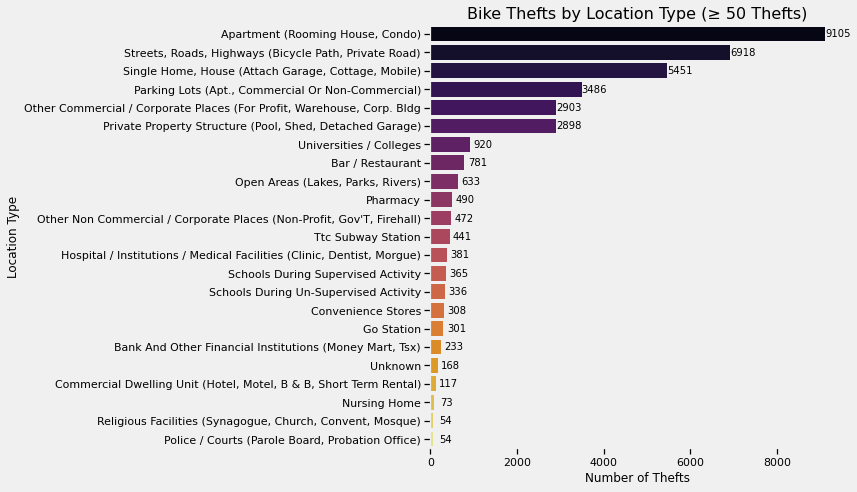 Bike Thefts by Location Type (≥ 50 Thefts)
Location Type
Apartment (Rooming House, Condo) 9105
Streets, Roads, Highways (Bicycle Path, Private Road) 6918
Single Home, House (Attach Garage, Cottage, Mobile) 5451
Parking Lots (Apt., Commercial Or Non-Commercial) 3486
Other Commercial / Corporate Places (For Profit, Warehouse, Corp. Bldg 2903
Private Property Structure (Pool, Shed, Detached Garage) 2898
Universities / Colleges 920
Bar / Restaurant 781
Open Areas (Lakes, Parks, Rivers) 633
Pharmacy 490
Other Non Commercial / Corporate Places (Non-Profit, Gov'T, Firehall) 472
Ttc Subway Station 441
Hospital / Institutions / Medical Facilities (Clinic, Dentist, Morgue) 381
Schools During Supervised Activity 365
Schools During Un-Supervised Activity 336
Convenience Stores 308
Go Station 301
Bank And Other Financial Institutions (Money Mart, Tsx) 233
Unknown 168
Commercial Dwelling Unit (Hotel, Motel, B & B, Short Term Rental) 117
Nursing Home 73
Religious Facilities (Synagogue, Church, Convent, Mosque) 54
Police / Courts (Parole Board, Probation Office) 54
0 2000 4000 6000 8000
Number of Thefts